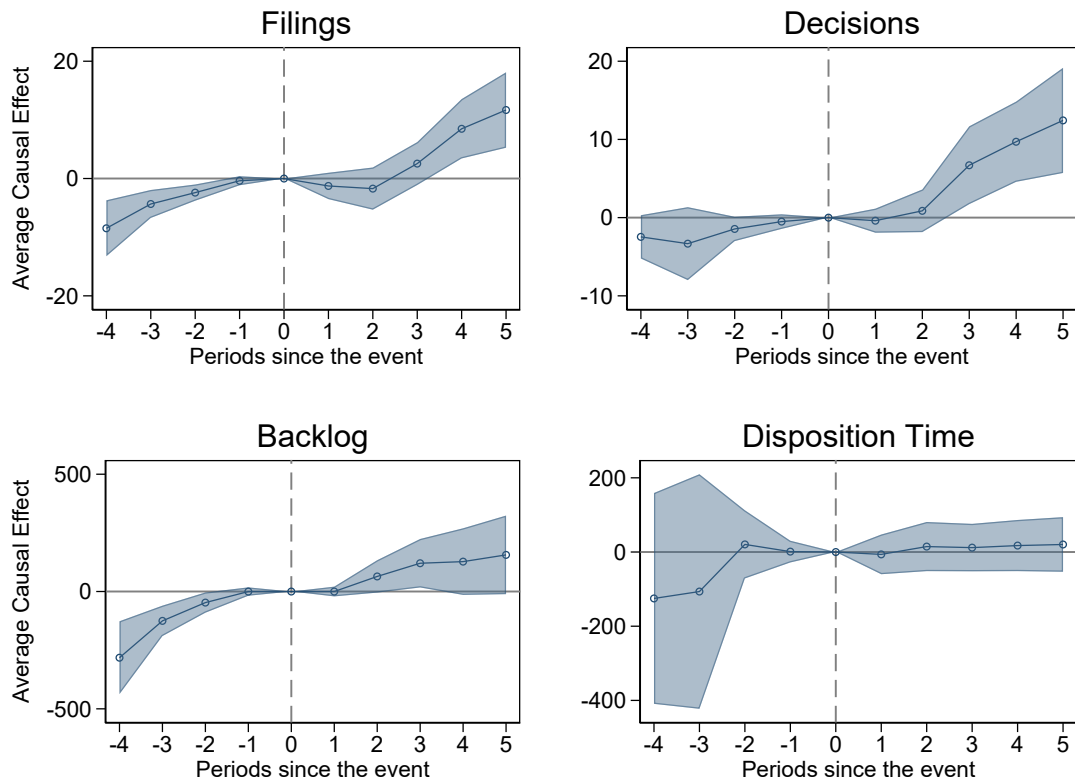 Filings
Average Causal Effect
20
0
-20
-4 -3 -2 -1 0 1 2 3 4 5
Periods since the event
Decisions
20
10
0
-10
-4 -3 -2 -1 0 1 2 3 4 5
Periods since the event
Backlog
Average Causal Effect
500
0
-500
-4 -3 -2 -1 0 1 2 3 4 5
Periods since the event
Disposition Time
200
0
-200
-400
-4 -3 -2 -1 0 1 2 3 4 5
Periods since the event